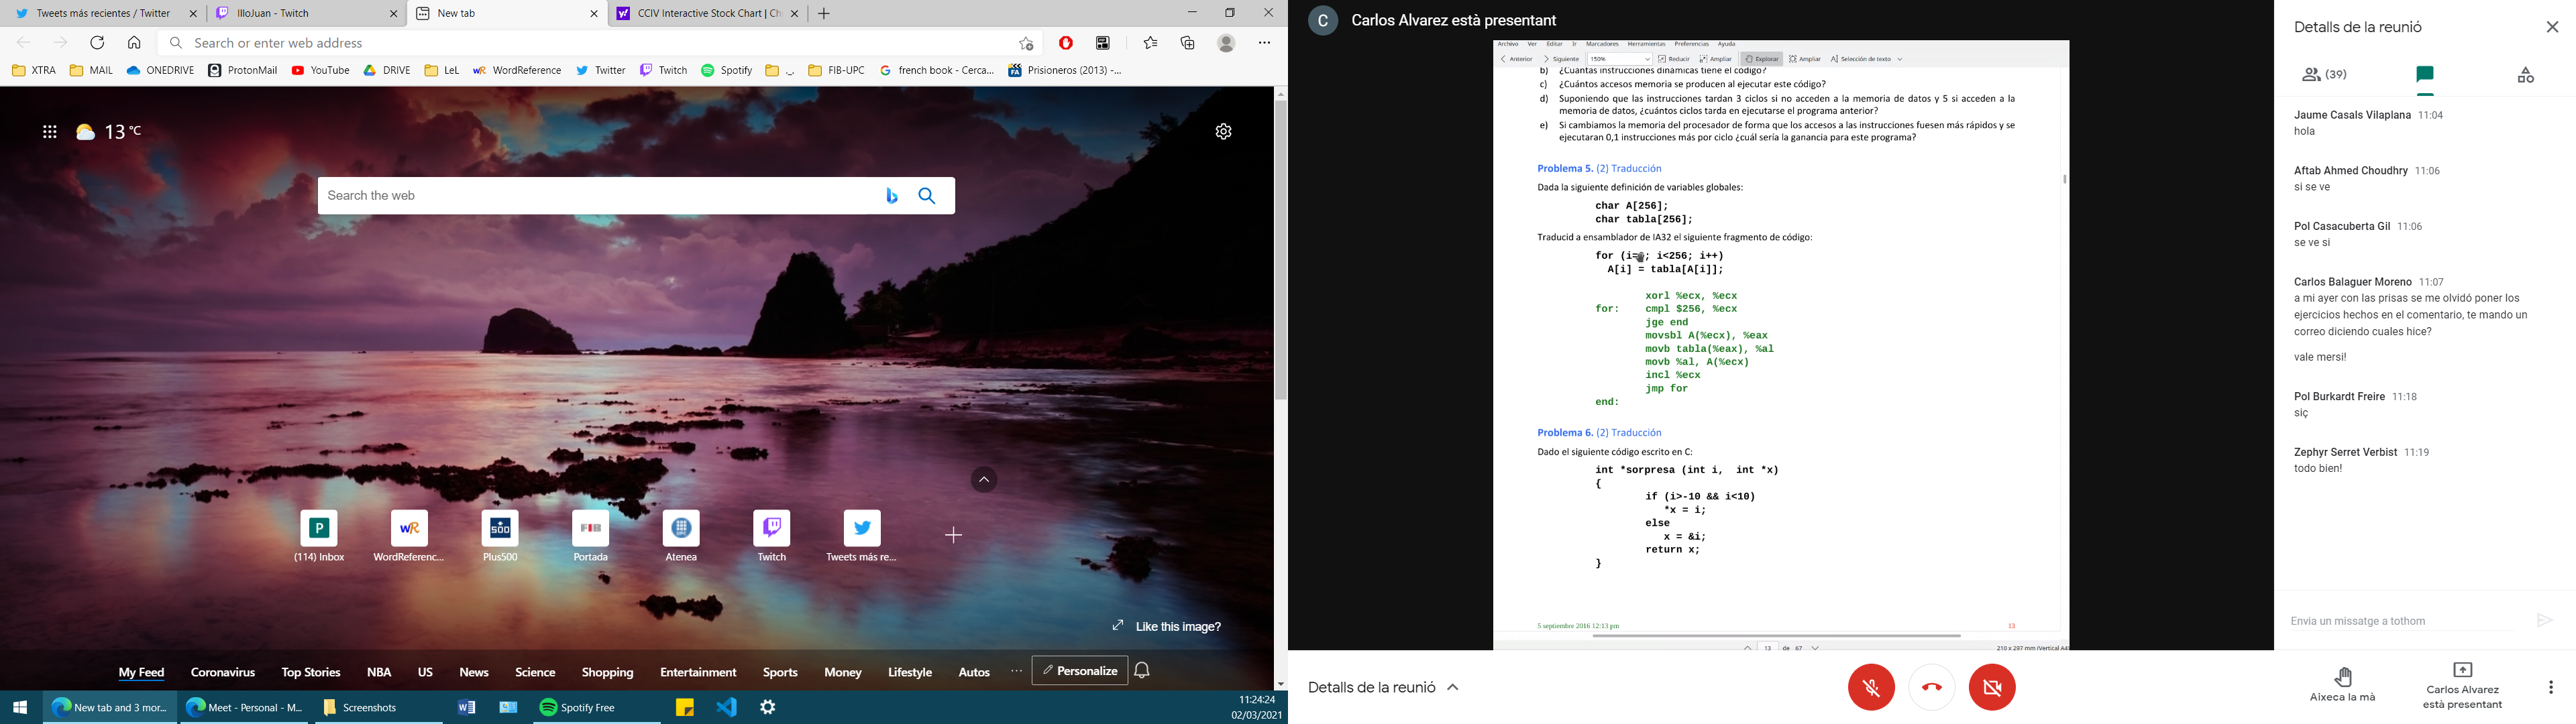 Tweets más recientes / Twitter
IlloJuan - Twitch
New tab
CCIV Interactive Stock Chart | Ch
Search or enter web address
XTRA
MAIL
ONEDRIVE
ProtonMail
YouTube
DRIVE
LeL
WordReference
Twitter
Twitch
Spotify
._.
FIB-UPC
french book - Cerca...
Prisioneros (2013) -...
13 °C
Search the web
P
WR
500
FIB
(114) Inbox
WordReferenc...
Plus500
Portada
Atenea
Twitch
Tweets más re...
Like this image?
My Feed
Coronavirus
Top Stories
NBA
US
News
Science
Shopping
Entertainment
Sports
Money
Lifestyle
Autos
...
Personalize
New tab and 3 mor...
Meet - Personal - M...
Screenshots
Spotify Free
11:24:24
02/03/2021
C
Carlos Alvarez està presentant
Archivo Ver Editar Ir Marcadores Herramientas Preferencias Ayuda
Anterior Siguiente 150% Reducir Ampliar Explorar Ampliar Selección de texto
b) ¿Cuántas instrucciones dinámicas tiene el código?
c) ¿Cuántos accesos memoria se producen al ejecutar este código?
d) Suponiendo que las instrucciones tardan 3 ciclos si no acceden a la memoria de datos y 5 si acceden a la
memoria de datos, ¿cuántos ciclos tarda en ejecutarse el programa anterior?
e) Si cambiamos la memoria del procesador de forma que los accesos a las instrucciones fuesen más rápidos y se
ejecutaran 0,1 instrucciones más por ciclo ¿cuál sería la ganancia para este programa?
Problema 5. (2) Traducción
Dada la siguiente definición de variables globales:
char A[256];
char tabla[256];
Traducid a ensamblador de IA32 el siguiente fragmento de código:
for (i= ; i<256; i++)
A[i] = tabla[A[i]];
xorl %ecx, %ecx
for: cmpl $256, %ecx
jge end
movsbl A(%ecx), %eax
movb tabla(%eax), %al
movb %al, A(%ecx)
incl %ecx
jmp for
end:
Problema 6. (2) Traducción
Dado el siguiente código escrito en C:
int *sorpresa (int i, int *x)
{
if (i>-10 && i<10)
*x = i;
else
x = &i;
return x;
}
5 septiembre 2016 12:13 pm
13
13 de 67
210 x 297 mm (Vertical A4)
Detalls de la reunió
Detalls de la reunió
(39)
Jaume Casals Vilaplana 11:04
hola
Aftab Ahmed Choudhry 11:06
si se ve
Pol Casacuberta Gil 11:06
se ve si
Carlos Balaguer Moreno 11:07
a mi ayer con las prisas se me olvidó poner los
ejercicios hechos en el comentario, te mando un
correo diciendo cuales hice?
vale mersi!
Pol Burkardt Freire 11:18
siç
Zephyr Serret Verbist 11:19
todo bien!
Envia un missatge a tothom
Aixeca la mà
Carlos Alvarez
està presentant